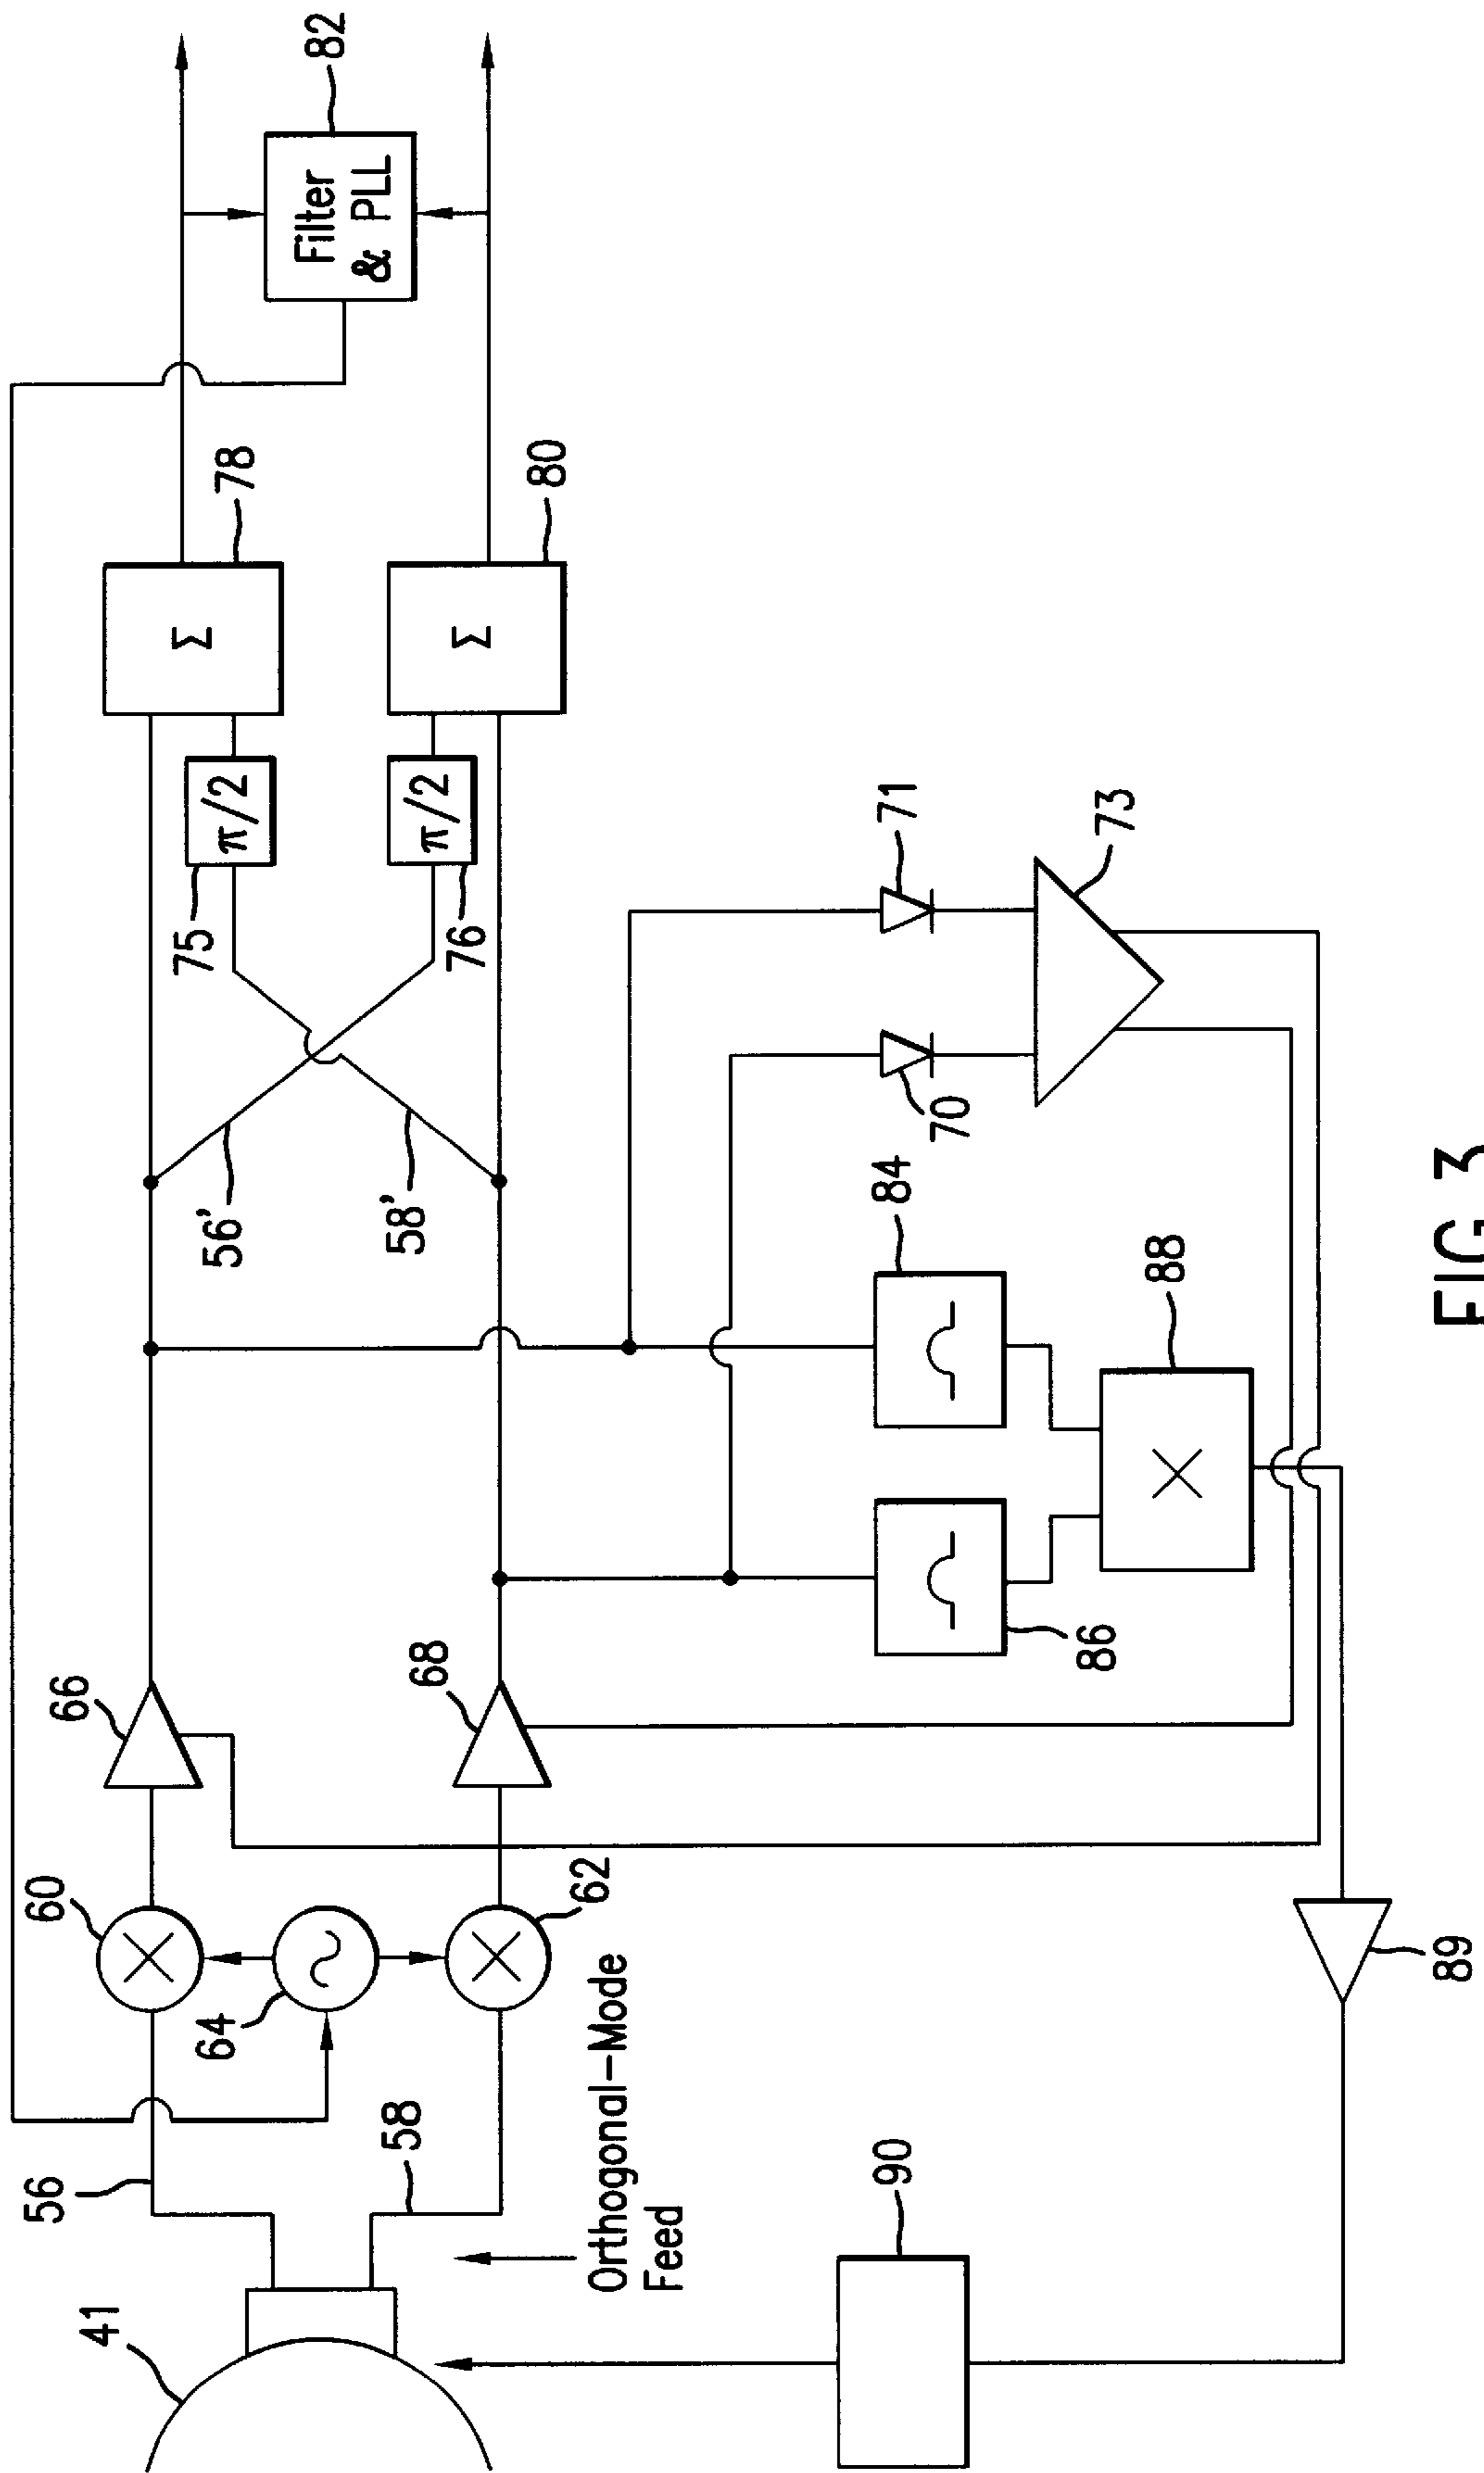 82
Filter
& PLL
78
80
Σ
Σ
π/2
π/2
75
76
71
73
70
56'
58'
84
88
86
66
68
60
62
64
56
58
Orthogonal-Mode
Feed
41
90
89
FIG.3